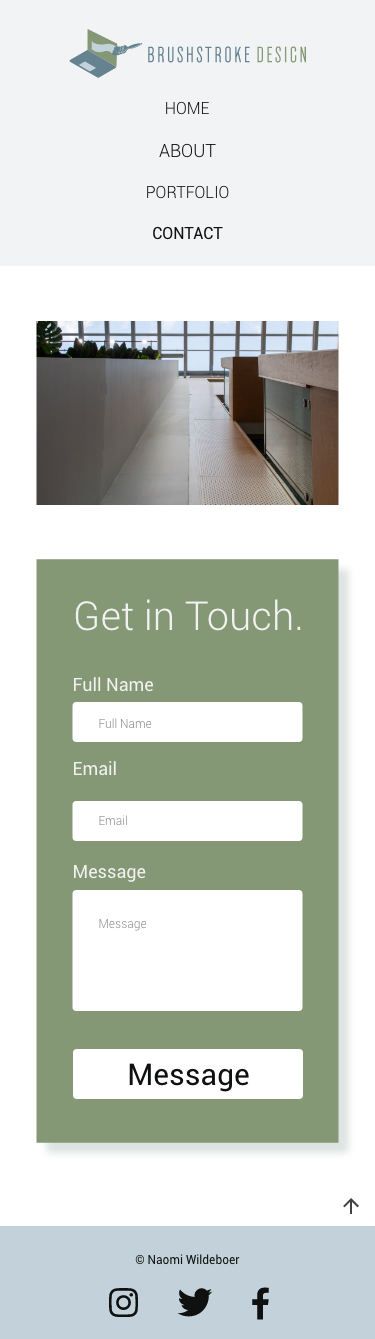 BRUSHSTROKE DESIGN
HOME
ABOUT
PORTFOLIO
CONTACT
Get in Touch.
Full Name
Full Name
Email
Email
Message
Message
Message
© Naomi Wildeboer